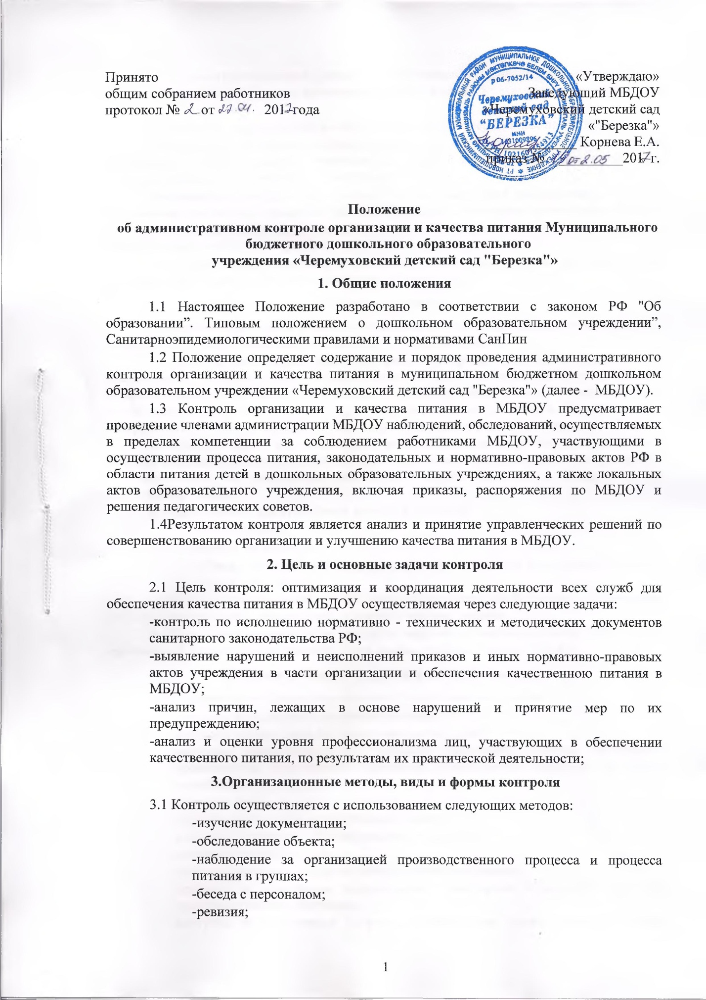 Принято
общим собранием работников
протокол № 2 от 27.04. 2017года
«Утверждаю»
Заведующий МБДОУ
«Черемуховский детский сад
«"Березка"»
Корнева Е.А.
приказ № от 2.05 2017г.
р 06-7052/14
Черемуховский
детский сад
“БЕРЕЗКА”
ИНН
1631009896
Положение
об административном контроле организации и качества питания Муниципального
бюджетного дошкольного образовательного
учреждения «Черемуховский детский сад "Березка"»
1. Общие положения
1.1 Настоящее Положение разработано в соответствии с законом РФ "Об
образовании”. Типовым положением о дошкольном образовательном учреждении”,
Санитарноэпидемиологическими правилами и нормативами СанПин
1.2 Положение определяет содержание и порядок проведения административного
контроля организации и качества питания в муниципальном бюджетном дошкольном
образовательном учреждении «Черемуховский детский сад "Березка"» (далее - МБДОУ).
1.3 Контроль организации и качества питания в МБДОУ предусматривает
проведение членами администрации МБДОУ наблюдений, обследований, осуществляемых
в пределах компетенции за соблюдением работниками МБДОУ, участвующими в
осуществлении процесса питания, законодательных и нормативно-правовых актов РФ в
области питания детей в дошкольных образовательных учреждениях, а также локальных
актов образовательного учреждения, включая приказы, распоряжения по МБДОУ и
решения педагогических советов.
1.4Результатом контроля является анализ и принятие управленческих решений по
совершенствованию организации и улучшению качества питания в МБДОУ.
2. Цель и основные задачи контроля
2.1 Цель контроля: оптимизация и координация деятельности всех служб для
обеспечения качества питания в МБДОУ осуществляемая через следующие задачи:
-контроль по исполнению нормативно - технических и методических документов
санитарного законодательства РФ;
-выявление нарушений и неисполнений приказов и иных нормативно-правовых
актов учреждения в части организации и обеспечения качественною питания в
МБДОУ;
-анализ причин, лежащих в основе нарушений и принятие мер по их
предупреждению;
-анализ и оценки уровня профессионализма лиц, участвующих в обеспечении
качественного питания, по результатам их практической деятельности;
3.Организационные методы, виды и формы контроля
3.1 Контроль осуществляется с использованием следующих методов:
-изучение документации;
-обследование объекта;
-наблюдение за организацией производственного процесса и процесса
питания в группах;
-беседа с персоналом;
-ревизия;
1